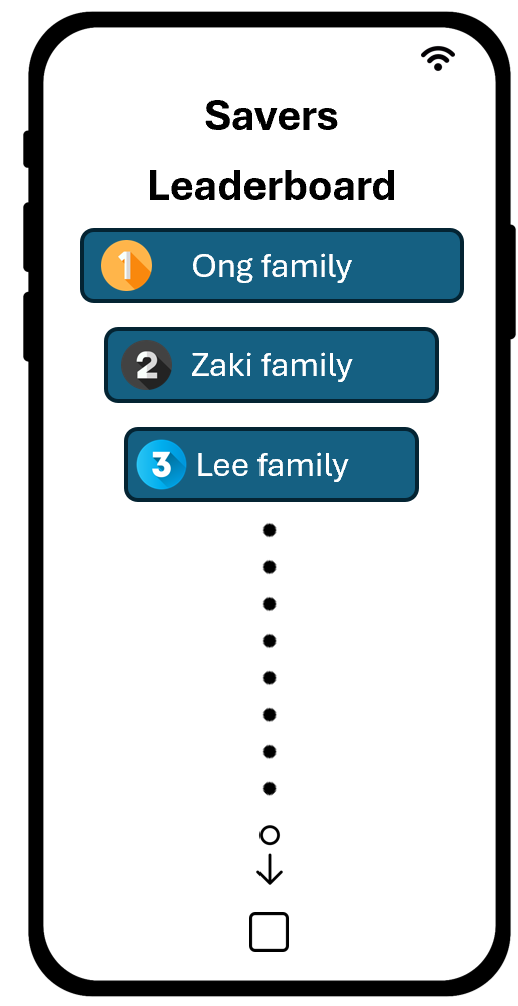 Savers
Leaderboard
1 Ong family
2 Zaki family
3 Lee family